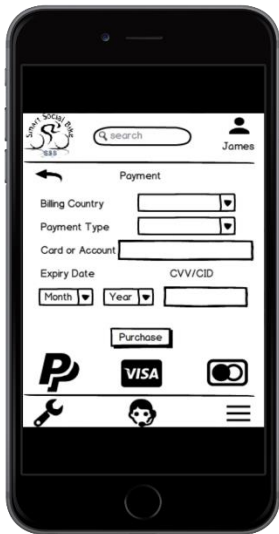 Smart Social Bike
search
James
Payment
Billing Country
Payment Type
Card or Account
Expiry Date CVV/CID
Month Year
Purchase
VISA